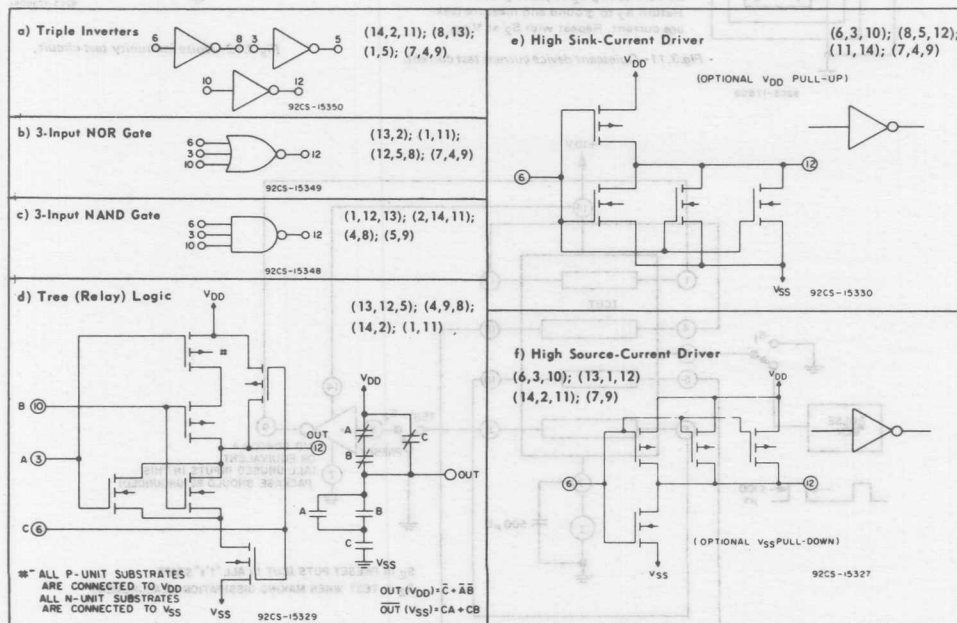 a) Triple Inverters
(14,2,11); (8,13);
(1,5); (7,4,9)
6 8 3 5
10 12
92CS-15350
b) 3-Input NOR Gate
(13,2); (1,11);
(12,5,8); (7,4,9)
6
3 12
10
92CS-15349
c) 3-Input NAND Gate
(1,12,13); (2,14,11);
(4,8); (5,9)
6
3 12
10
92CS-15348
d) Tree (Relay) Logic
(13,12,5); (4,9,8);
(14,2); (1,11)
VDD
#
B 10
A 3
C 6
OUT
12
VSS
VDD
A
B
C
OUT
A B
C
VSS
#- ALL P-UNIT SUBSTRATES
ARE CONNECTED TO VDD
ALL N-UNIT SUBSTRATES
ARE CONNECTED TO VSS
92CS-15329
OUT (VDD) = C̅ + A̅B̅
O̅U̅T̅ (VSS) = CA + CB
e) High Sink-Current Driver
(6,3,10); (8,5,12);
(11,14); (7,4,9)
VDD
(OPTIONAL VDD PULL-UP)
6
12
VSS
92CS-15330
f) High Source-Current Driver
(6,3,10); (13,1,12)
(14,2,11); (7,9)
VDD
6
12
(OPTIONAL VSS PULL-DOWN)
VSS
92CS-15327